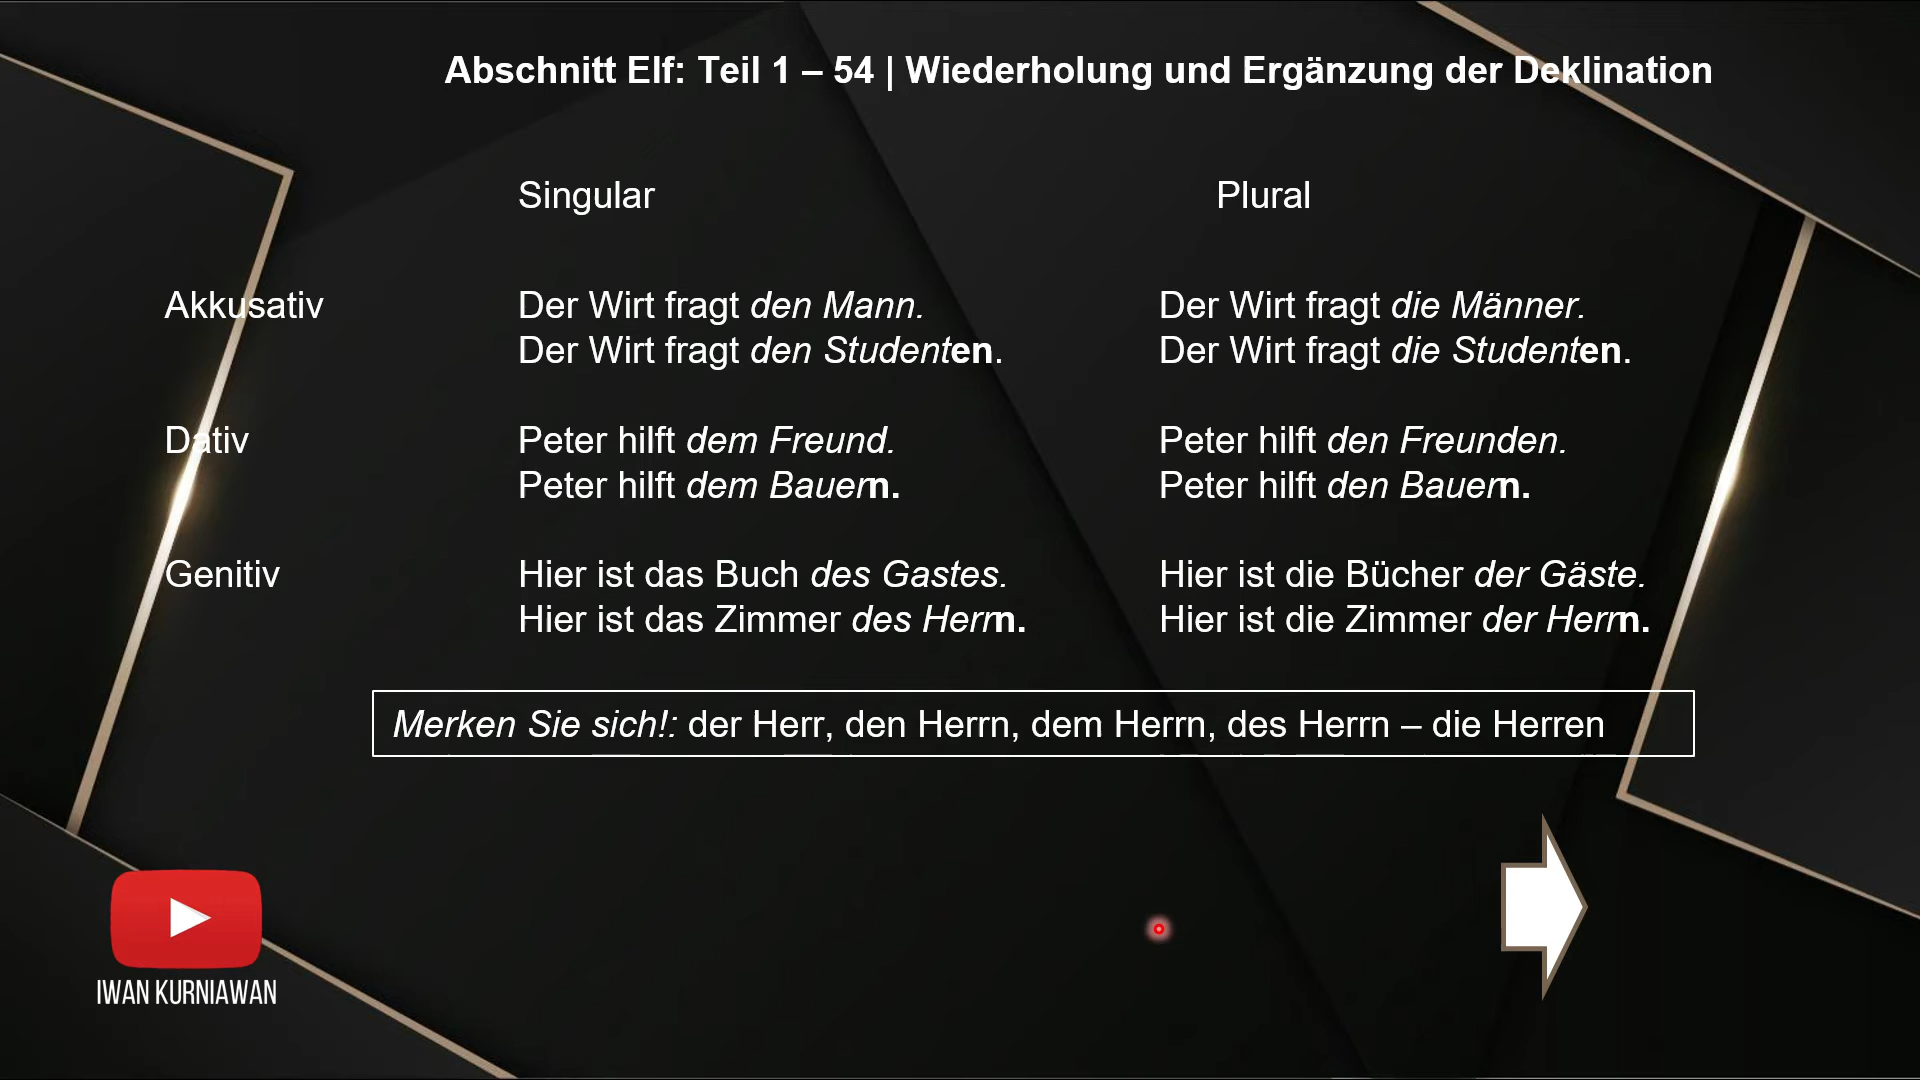 Abschnitt Elf: Teil 1 – 54 | Wiederholung und Ergänzung der Deklination
Singular Plural
Akkusativ Der Wirt fragt den Mann. Der Wirt fragt die Männer.
Der Wirt fragt den Studenten. Der Wirt fragt die Studenten.
Dativ Peter hilft dem Freund. Peter hilft den Freunden.
Peter hilft dem Bauern. Peter hilft den Bauern.
Genitiv Hier ist das Buch des Gastes. Hier ist die Bücher der Gäste.
Hier ist das Zimmer des Herrn. Hier ist die Zimmer der Herrn.
Merken Sie sich!: der Herr, den Herrn, dem Herrn, des Herrn – die Herren
IWAN KURNIAWAN